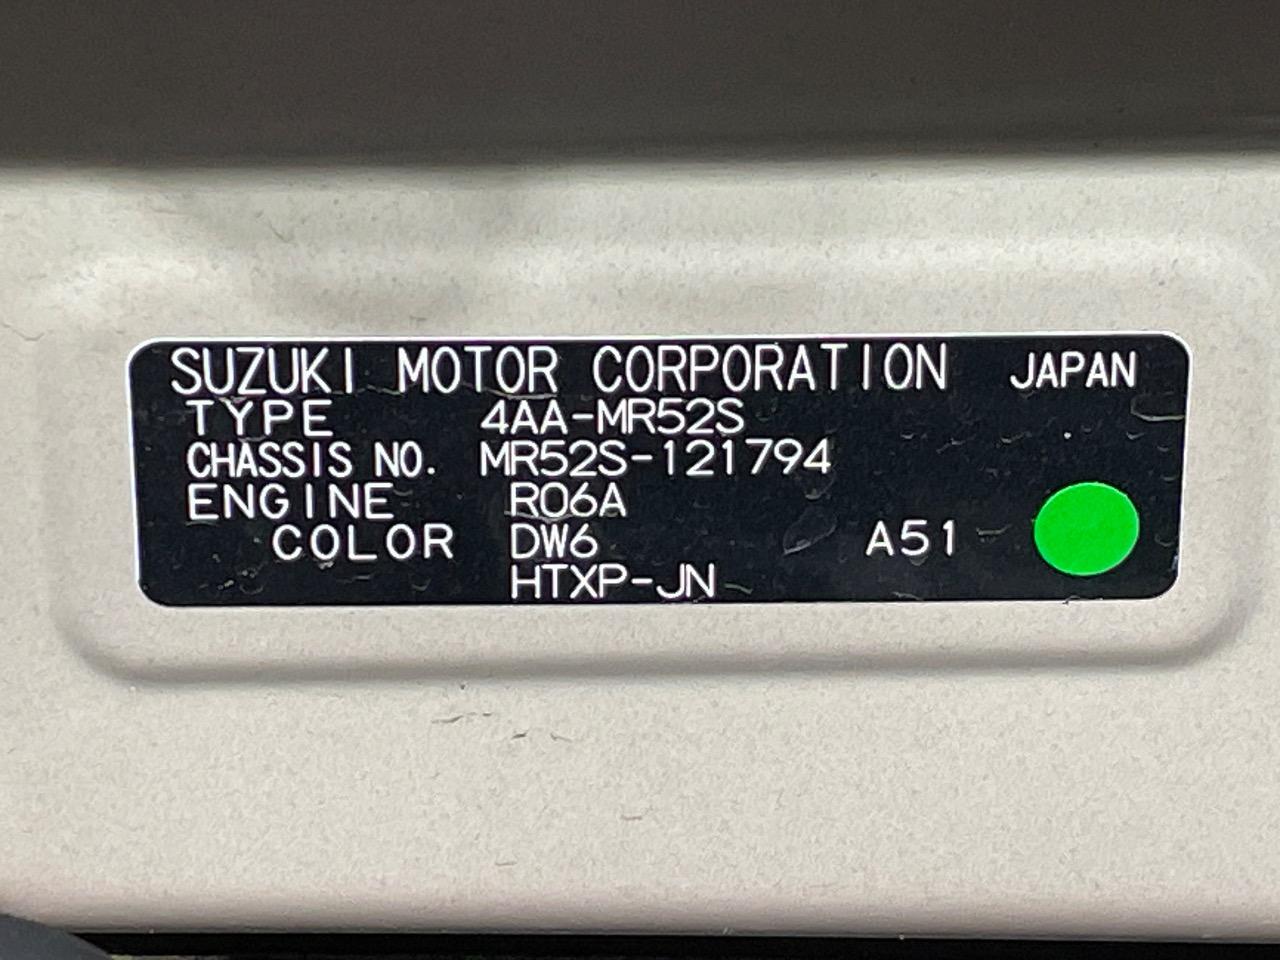 SUZUKI MOTOR CORPORATION JAPAN
TYPE 4AA-MR52S
CHASSIS NO. MR52S-121794
ENGINE R06A
COLOR DW6 A51
HTXP-JN